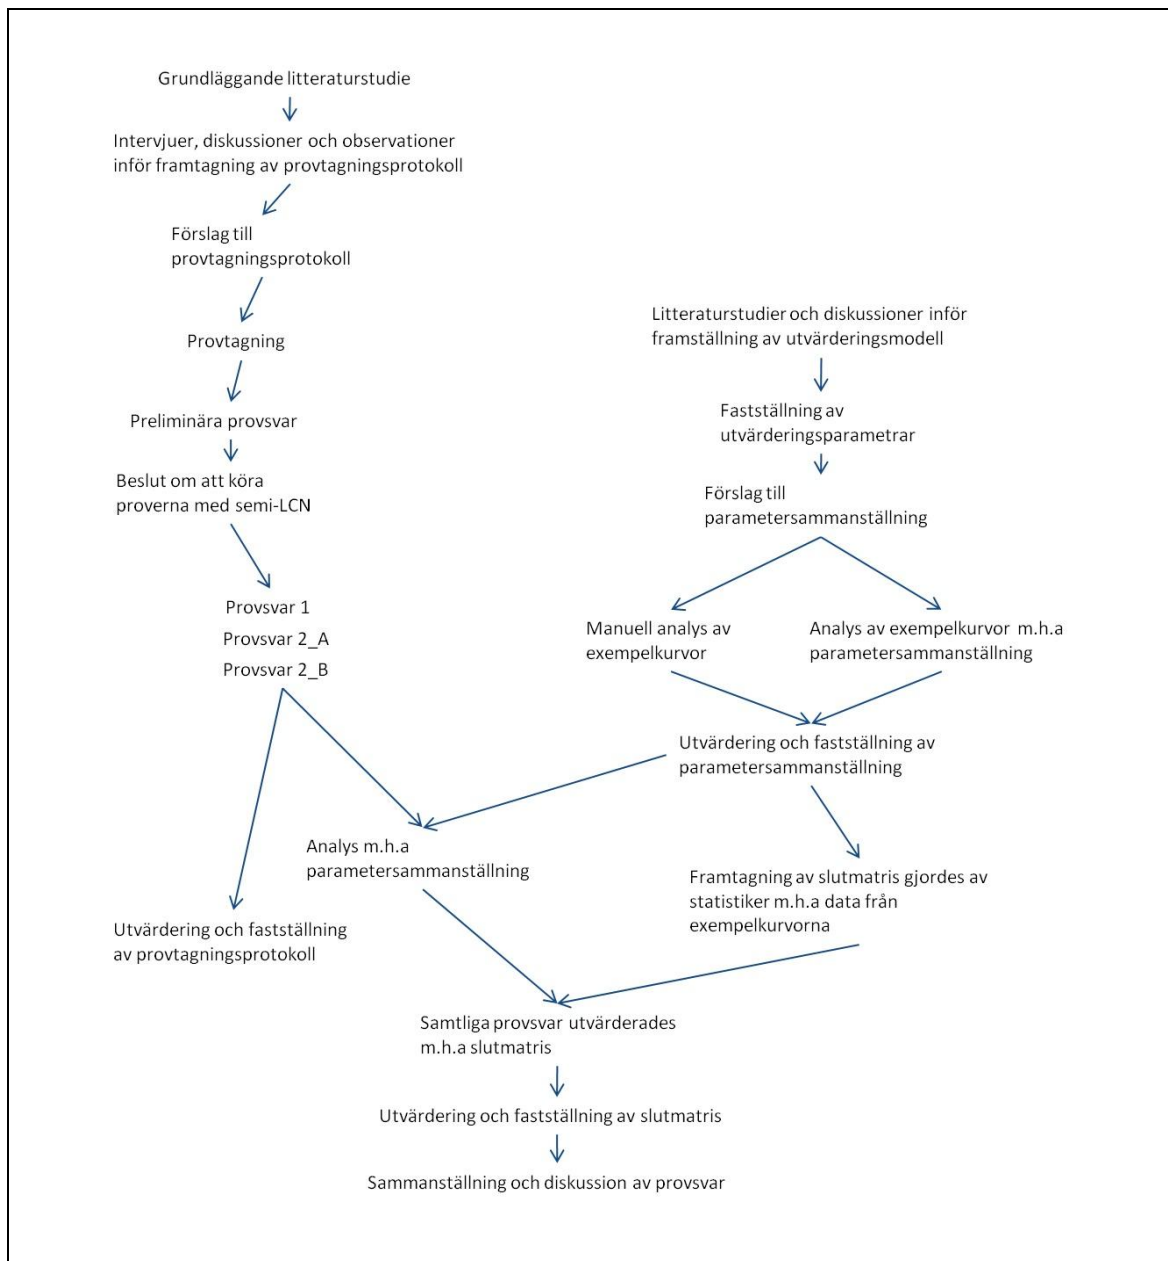 Grundläggande litteraturstudie
Intervjuer, diskussioner och observationer
inför framtagning av provtagningsprotokoll
Förslag till
provtagningsprotokoll
Provtagning
Preliminära provsvar
Beslut om att köra
proverna med semi-LCN
Provsvar 1
Provsvar 2_A
Provsvar 2_B
Litteraturstudier och diskussioner inför
framställning av utvärderingsmodell
Fastställning av
utvärderingsparametrar
Förslag till
parametersammanställning
Manuell analys av
exempelkurvor
Analys av exempelkurvor m.h.a
parametersammanställning
Utvärdering och fastställning av
parametersammanställning
Analys m.h.a
parametersammanställning
Framtagning av slutmatris gjordes av
statistiker m.h.a data från
exempelkurvorna
Utvärdering och fastställning
av provtagningsprotokoll
Samtliga provsvar utvärderades
m.h.a slutmatris
Utvärdering och fastställning av slutmatris
Sammanställning och diskussion av provsvar